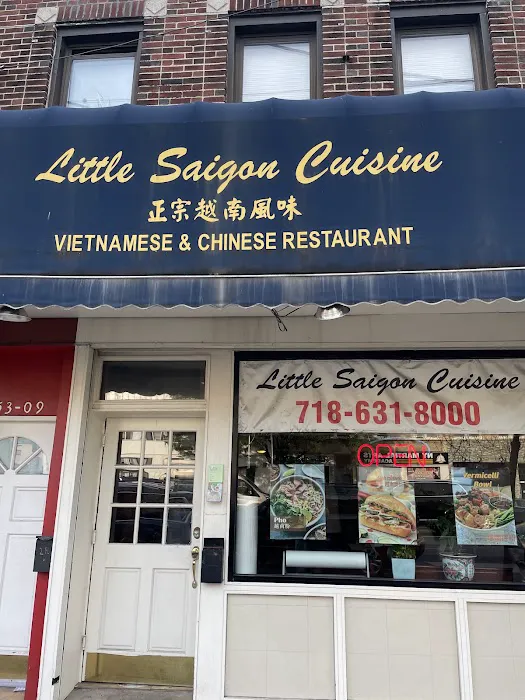 Little Saigon Cuisine
正宗越南風味
VIETNAMESE & CHINESE RESTAURANT
Little Saigon Cuisine
718-631-8000
53-09
OPEN
Pho
Vermicelli
Bowl